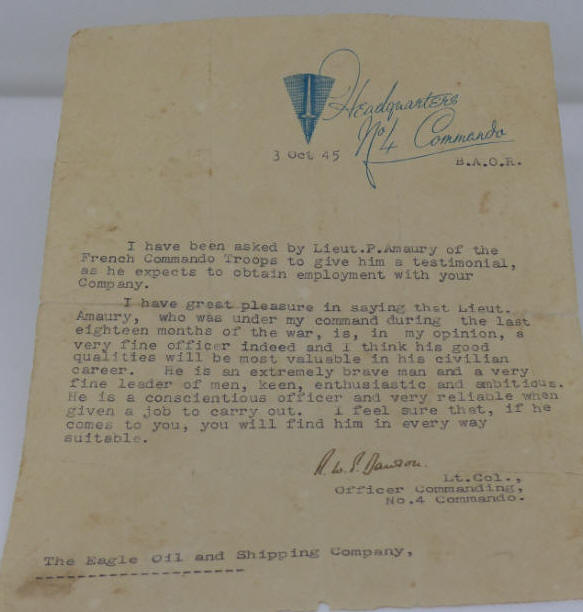 Headquarters
No 4 Commando
3 Oct 45
B.A.O.R.
I have been asked by Lieut.P.Amaury of the
French Commando Troops to give him a testimonial,
as he expects to obtain employment with your
Company.
I have great pleasure in saying that Lieut.
Amaury, who was under my command during the last
eighteen months of the war, is, in my opinion, a
very fine officer indeed and I think his good
qualities will be most valuable in his civilian
career. He is an extremely brave man and a very
fine leader of men, keen, enthusiastic and ambitious.
He is a conscientious officer and very reliable when
given a job to carry out. I feel sure that, if he
comes to you, you will find him in every way
suitable.
R.W.P. Dawson.
Lt.Col.,
Officer Commanding,
No.4 Commando.
The Eagle Oil and Shipping Company,